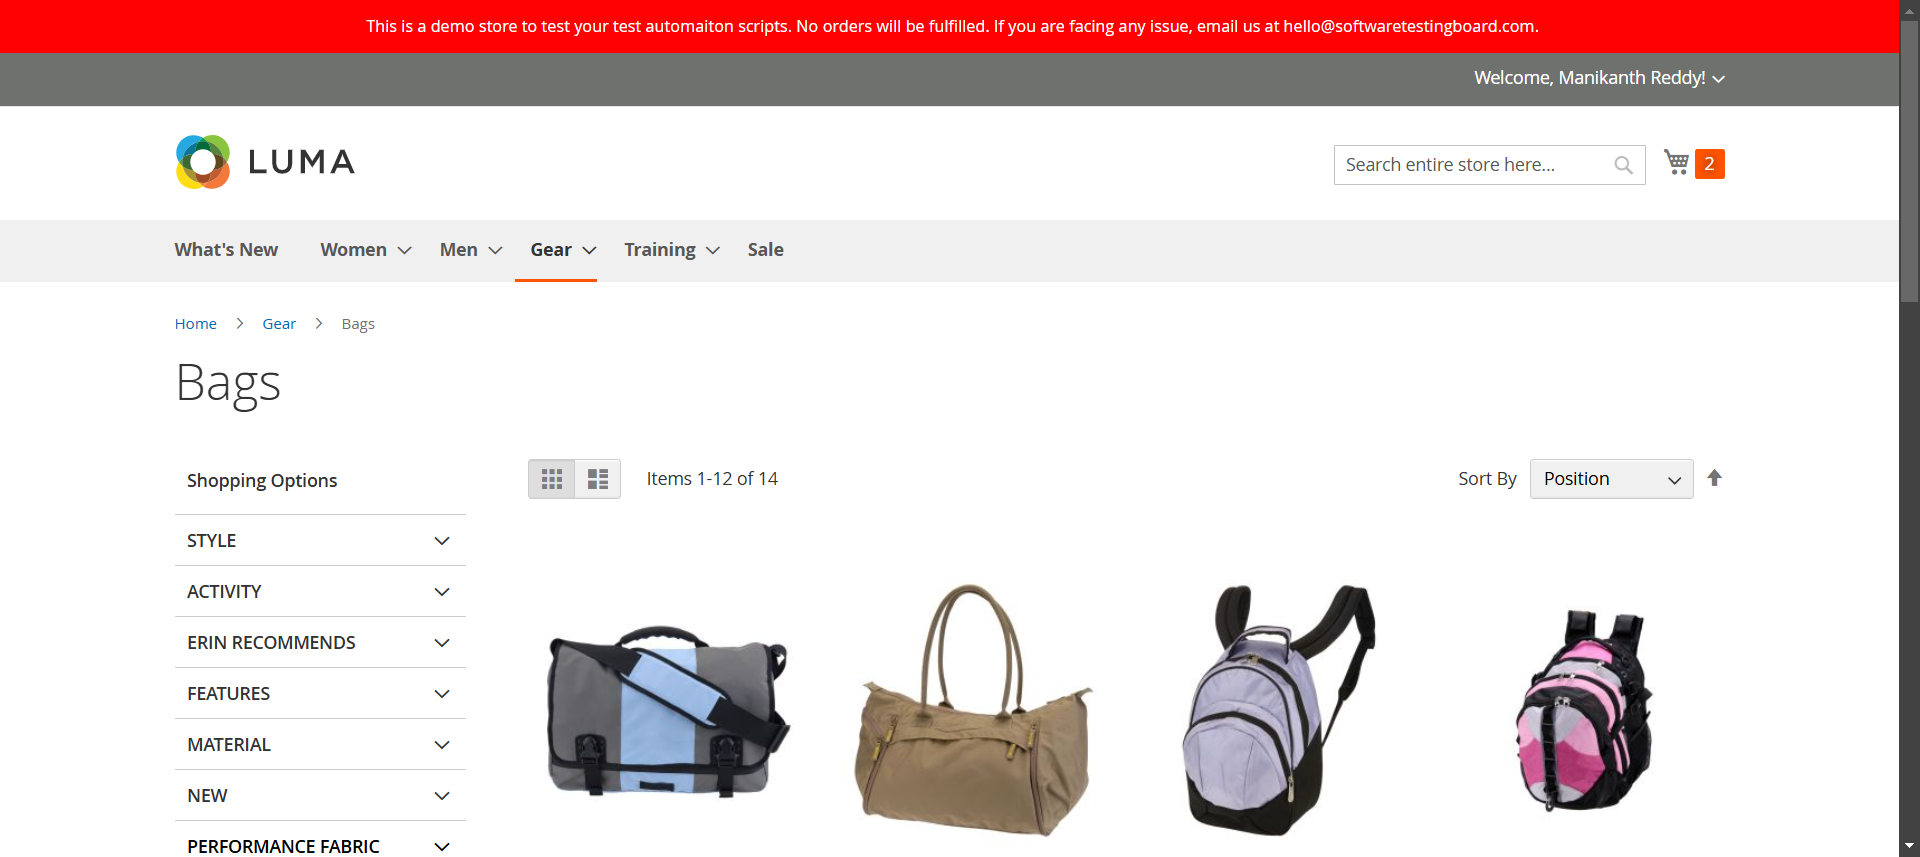 This is a demo store to test your test automaiton scripts. No orders will be fulfilled. If you are facing any issue, email us at hello@softwaretestingboard.com.
Welcome, Manikanth Reddy!
LUMA
Search entire store here...
2
What's New Women Men Gear Training Sale
Home Gear Bags
Bags
Shopping Options
Items 1-12 of 14
Sort By Position
STYLE
ACTIVITY
ERIN RECOMMENDS
FEATURES
MATERIAL
NEW
PERFORMANCE FABRIC